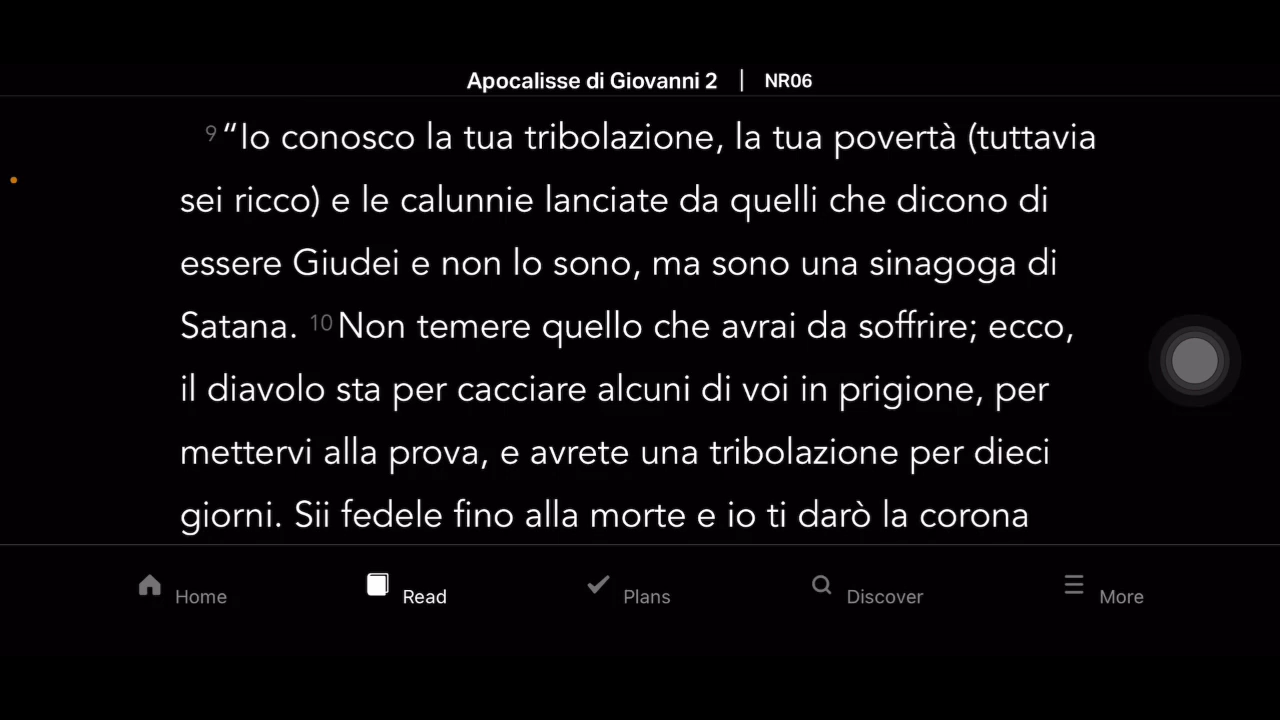 Apocalisse di Giovanni 2 | NR06
9 “Io conosco la tua tribolazione, la tua povertà (tuttavia
sei ricco) e le calunnie lanciate da quelli che dicono di
essere Giudei e non lo sono, ma sono una sinagoga di
Satana. 10 Non temere quello che avrai da soffrire; ecco,
il diavolo sta per cacciare alcuni di voi in prigione, per
mettervi alla prova, e avrete una tribolazione per dieci
giorni. Sii fedele fino alla morte e io ti darò la corona
Home Read Plans Discover More